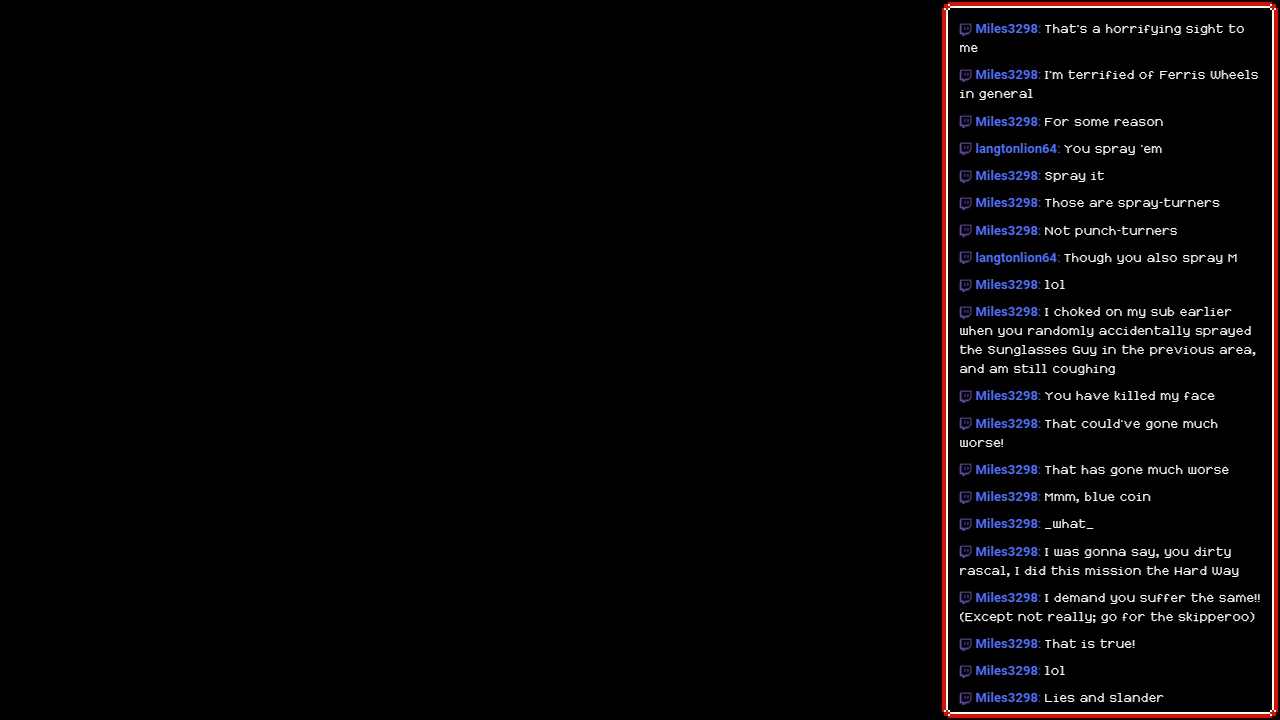 Miles3298: That's a horrifying sight to
me
Miles3298: I'm terrified of Ferris Wheels
in general
Miles3298: For some reason
langtonlion64: You spray 'em
Miles3298: Spray it
Miles3298: Those are spray-turners
Miles3298: Not punch-turners
langtonlion64: Though you also spray M
Miles3298: lol
Miles3298: I choked on my sub earlier
when you randomly accidentally sprayed
the Sunglasses Guy in the previous area,
and am still coughing
Miles3298: You have killed my face
Miles3298: That could've gone much
worse!
Miles3298: That has gone much worse
Miles3298: Mmm, blue coin
Miles3298: _what_
Miles3298: I was gonna say, you dirty
rascal, I did this mission the Hard Way
Miles3298: I demand you suffer the same!!
(Except not really; go for the skipperoo)
Miles3298: That is true!
Miles3298: lol
Miles3298: Lies and slander